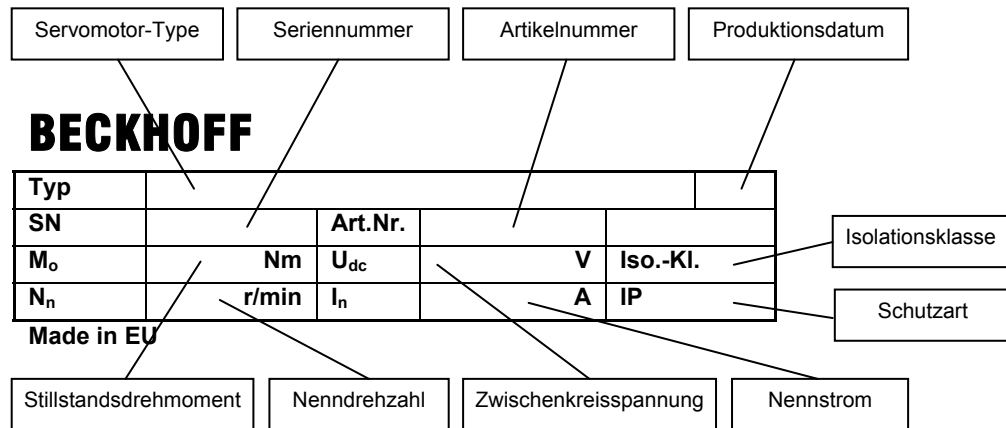 Servomotor-Type Seriennummer Artikelnummer Produktionsdatum
BECKHOFF
Typ
SN Art.Nr.
Isolationsklasse
Mo Nm Udc V Iso.-Kl.
Nn r/min In A IP
Schutzart
Made in EU
Stillstandsdrehmoment Nenndrehzahl Zwischenkreisspannung Nennstrom